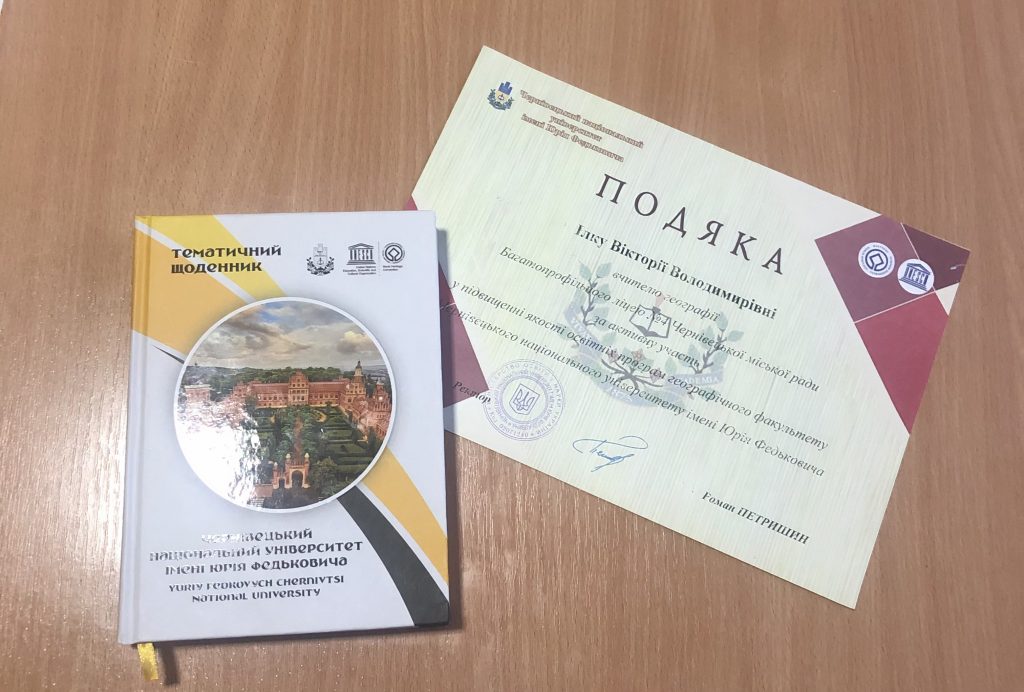 ТЕМАТИЧНИЙ
ЩОДЕННИК
ЧЕРНІВЕЦЬКИЙ
НАЦІОНАЛЬНИЙ УНІВЕРСИТЕТ
ІМЕНІ ЮРІЯ ФЕДЬКОВИЧА
YURIY FEDKOVYCH CHERNIVTSI
NATIONAL UNIVERSITY
Чернівецький національний
університет
імені Юрія Федьковича
ПОДЯКА
Ілку Вікторії Володимирівні
вчителю географії
Багатопрофільного ліцею №4 Чернівецької міської ради
за активну участь
у підвищенні якості освітніх програм географічного факультету
Чернівецького національного університету імені Юрія Федьковича
Ректор
Роман ПЕТРИШИН